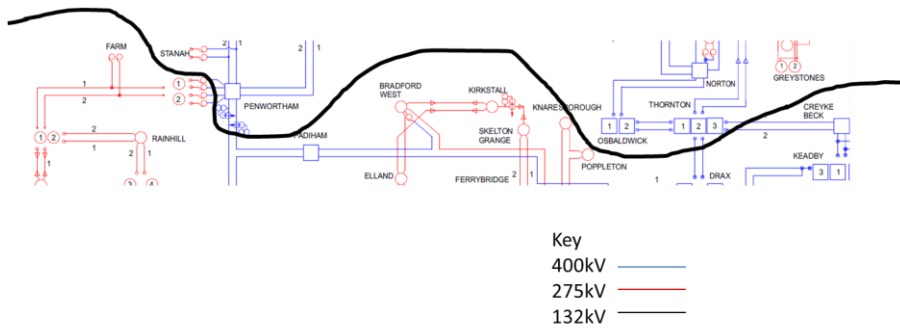 FARM
STANAH
2
1
1
2
1
2
PENWORTHAM
1 2
2
1
RAINHILL
2
1
1
3
4
PADIHAM
BRADFORD
WEST
KIRKSTALL
KNARESBOROUGH
SKELTON
GRANGE
ELLAND
FERRYBRIDGE
2
1
POPPLETON
NORTON
1 2
GREYSTONES
THORNTON
CREYKE
BECK
1 2
OSBALDWICK
1 2 3
2
KEADBY
1
DRAX
3 1
Key
400kV
275kV
132kV